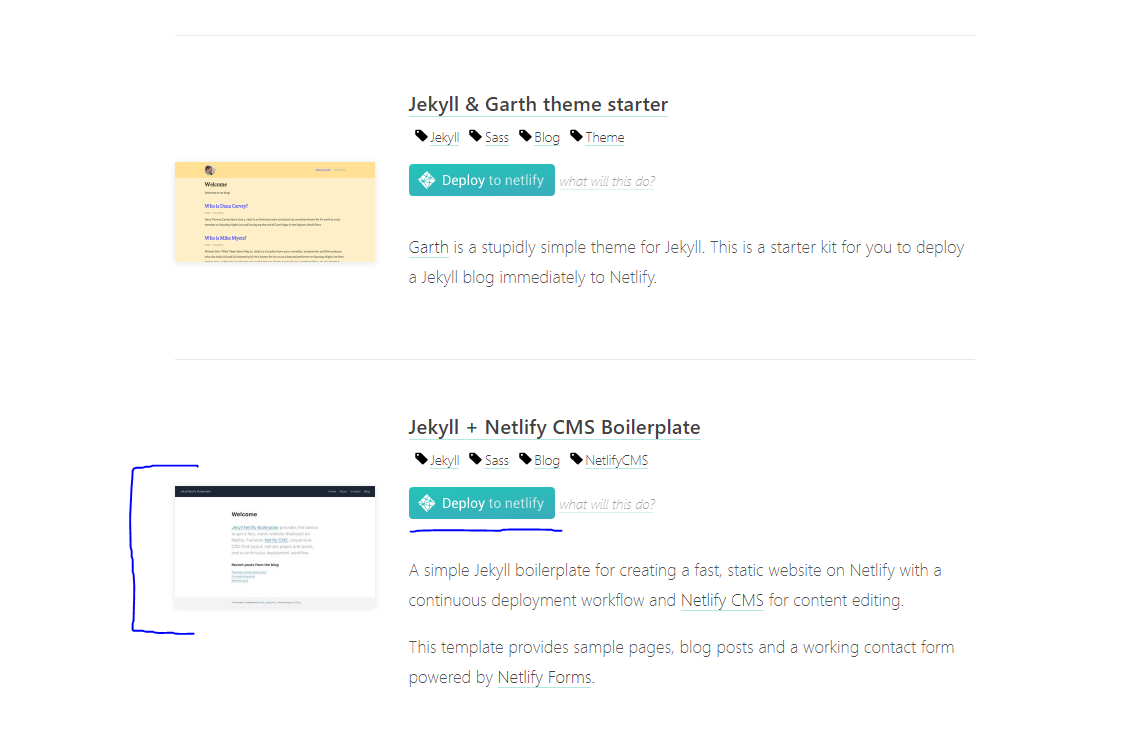 Jekyll & Garth theme starter
Jekyll Sass Blog Theme
Deploy to netlify what will this do?
Welcome
Welcome to my blog!
Who is Dana Carvey?
Who is Mike Myers?
Garth is a stupidly simple theme for Jekyll. This is a starter kit for you to deploy
a Jekyll blog immediately to Netlify.
Jekyll + Netlify CMS Boilerplate
Jekyll Sass Blog NetlifyCMS
Deploy to netlify what will this do?
Home About Contact Blog
Welcome
Jekyll Netlify Boilerplate provides the basics
to get a fast, static website deployed on
Netlify. Features Netlify CMS, responsive
CSS Grid layout, sample pages and posts,
and a continuous deployment workflow.
Recent posts from the blog
A simple Jekyll boilerplate for creating a fast, static website on Netlify with a
continuous deployment workflow and Netlify CMS for content editing.
This template provides sample pages, blog posts and a working contact form
powered by Netlify Forms.